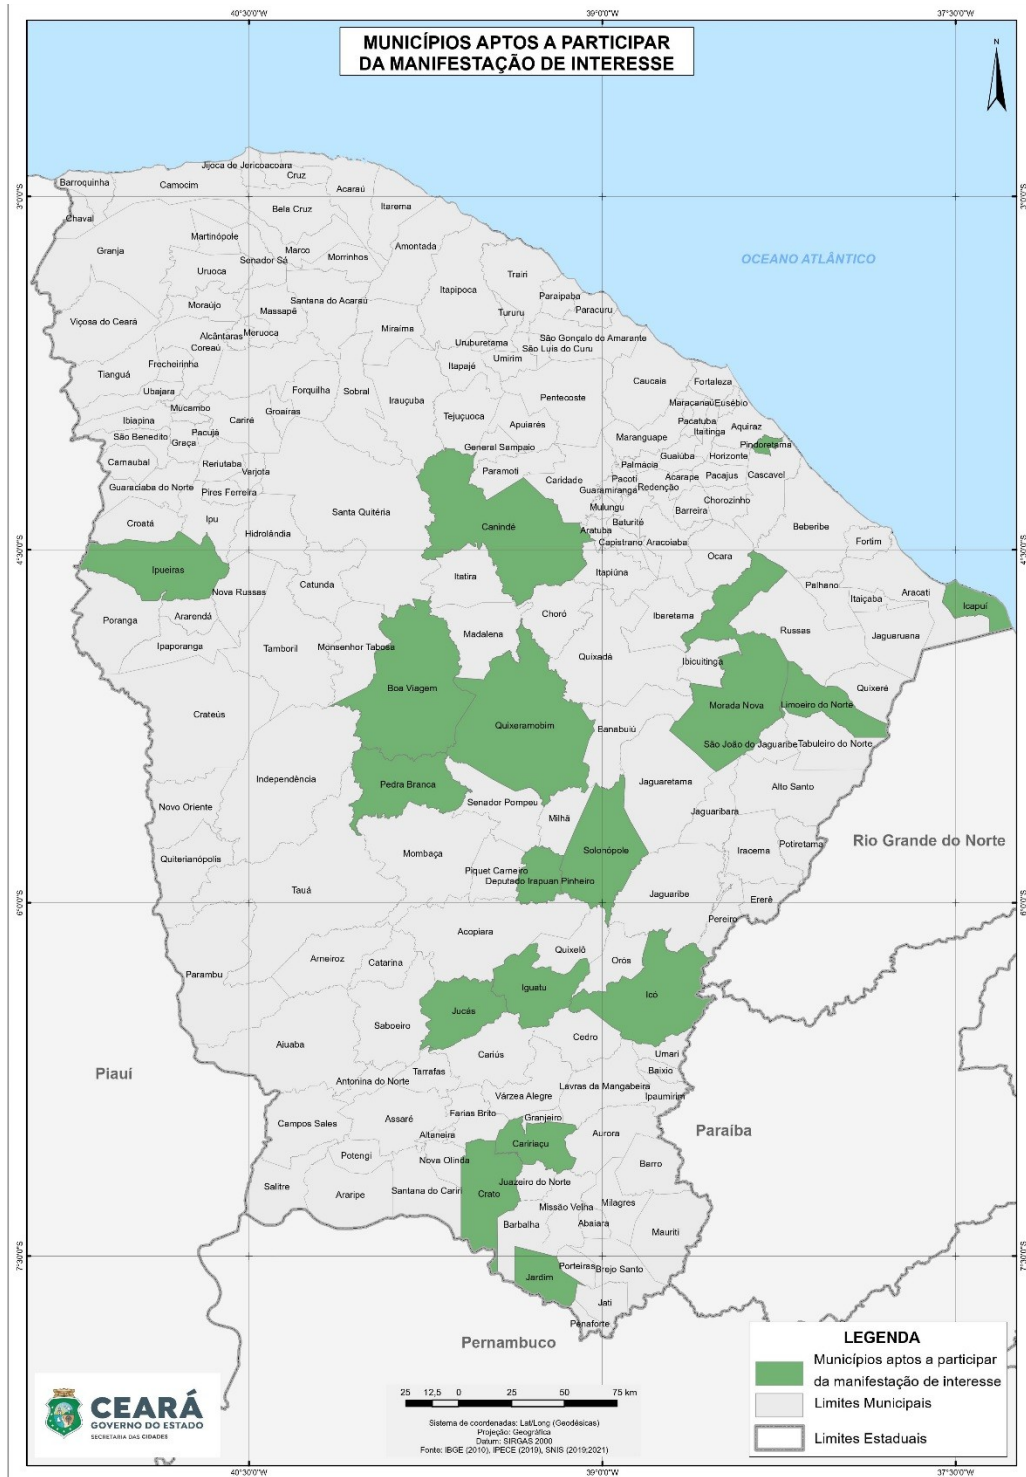 40°30'0"W
39°0'0"W
37°30'0"W
MUNICÍPIOS APTOS A PARTICIPAR
DA MANIFESTAÇÃO DE INTERESSE
N
3°0'0"S
3°0'0"S
OCEANO ATLÂNTICO
Jijoca de Jericoacoara
Cruz
Barroquinha
Camocim
Acaraú
Itarema
Bela Cruz
Chaval
Martinópole
Granja
Marco
Amontada
Senador Sá
Morrinhos
Uruoca
Trairi
Itapipoca
Paraipaba
Santana do Acaraú
Moraújo
Massapê
Paracuru
Tururu
Viçosa do Ceará
Miraíma
Alcântaras
Meruoca
São Gonçalo do Amarante
Uruburetama
Coreaú
São Luís do Curu
Umirim
Frecheirinha
Itapajé
Tianguá
Caucaia
Fortaleza
Ubajara
Forquilha
Sobral
Irauçuba
Pentecoste
Maracanaú
Eusébio
Mucambo
Groaíras
Tejuçuoca
Ibiapina
Cariré
Apuiarés
Pacatuba
Aquiraz
Itaitinga
São Benedito
Pacujá
Maranguape
Graça
Pindoretama
General Sampaio
Guaiúba
Horizonte
Carnaubal
Reriutaba
Palmácia
Varjota
Paramoti
Caridade
Pacoti
Acarape
Pacajus
Cascavel
Guaraciaba do Norte
Pires Ferreira
Guaramiranga
Redenção
Chorozinho
Mulungu
Barreira
Santa Quitéria
Croatá
Ipu
Canindé
Aratuba
Baturité
Beberibe
Hidrolândia
Capistrano
Aracoiaba
Fortim
4°30'0"S
4°30'0"S
Ocara
Ipueiras
Itatira
Itapiúna
Catunda
Palhano
Nova Russas
Itaiçaba
Aracati
Icapuí
Poranga
Ararendá
Choró
Ibaretama
Russas
Jaguaruana
Madalena
Ipaporanga
Tamboril
Monsenhor Tabosa
Quixadá
Ibicuitinga
Boa Viagem
Quixeré
Morada Nova
Limoeiro do Norte
Crateús
Quixeramobim
Banabuiú
São João do Jaguaribe
Tabuleiro do Norte
Independência
Pedra Branca
Jaguaretama
Alto Santo
Novo Oriente
Senador Pompeu
Jaguaribara
Milhã
Rio Grande do Norte
Quiterianópolis
Mombaça
Solonópole
Iracema
Potiretama
Piquet Carneiro
Deputado Irapuan Pinheiro
Tauá
Jaguaribe
Ererê
6°0'0"S
6°0'0"S
Pereiro
Acopiara
Quixelô
Orós
Arneiroz
Catarina
Parambu
Iguatu
Icó
Jucás
Saboeiro
Cedro
Aiuaba
Cariús
Umari
Piauí
Tarrafas
Baixio
Antonina do Norte
Lavras da Mangabeira
Várzea Alegre
Ipaumirim
Farias Brito
Granjeiro
Campos Sales
Assaré
Altaneira
Aurora
Paraíba
Caririaçu
Potengi
Nova Olinda
Barro
Salitre
Araripe
Santana do Cariri
Crato
Juazeiro do Norte
Missão Velha
Milagres
Barbalha
Abaiara
Mauriti
7°30'0"S
7°30'0"S
Porteiras
Brejo Santo
Jardim
Jati
Penaforte
Pernambuco
LEGENDA
Municípios aptos a participar
da manifestação de interesse
Limites Municipais
Limites Estaduais
CEARÁ
GOVERNO DO ESTADO
SECRETARIA DAS CIDADES
25 12,5 0 25 50 75 km
Sistema de coordenadas: Lat/Long (Geodésicas)
Projeção: Geográfica
Datum: SIRGAS 2000
Fonte: IBGE (2010), IPECE (2019), SNIS (2019;2021)
40°30'0"W
39°0'0"W
37°30'0"W